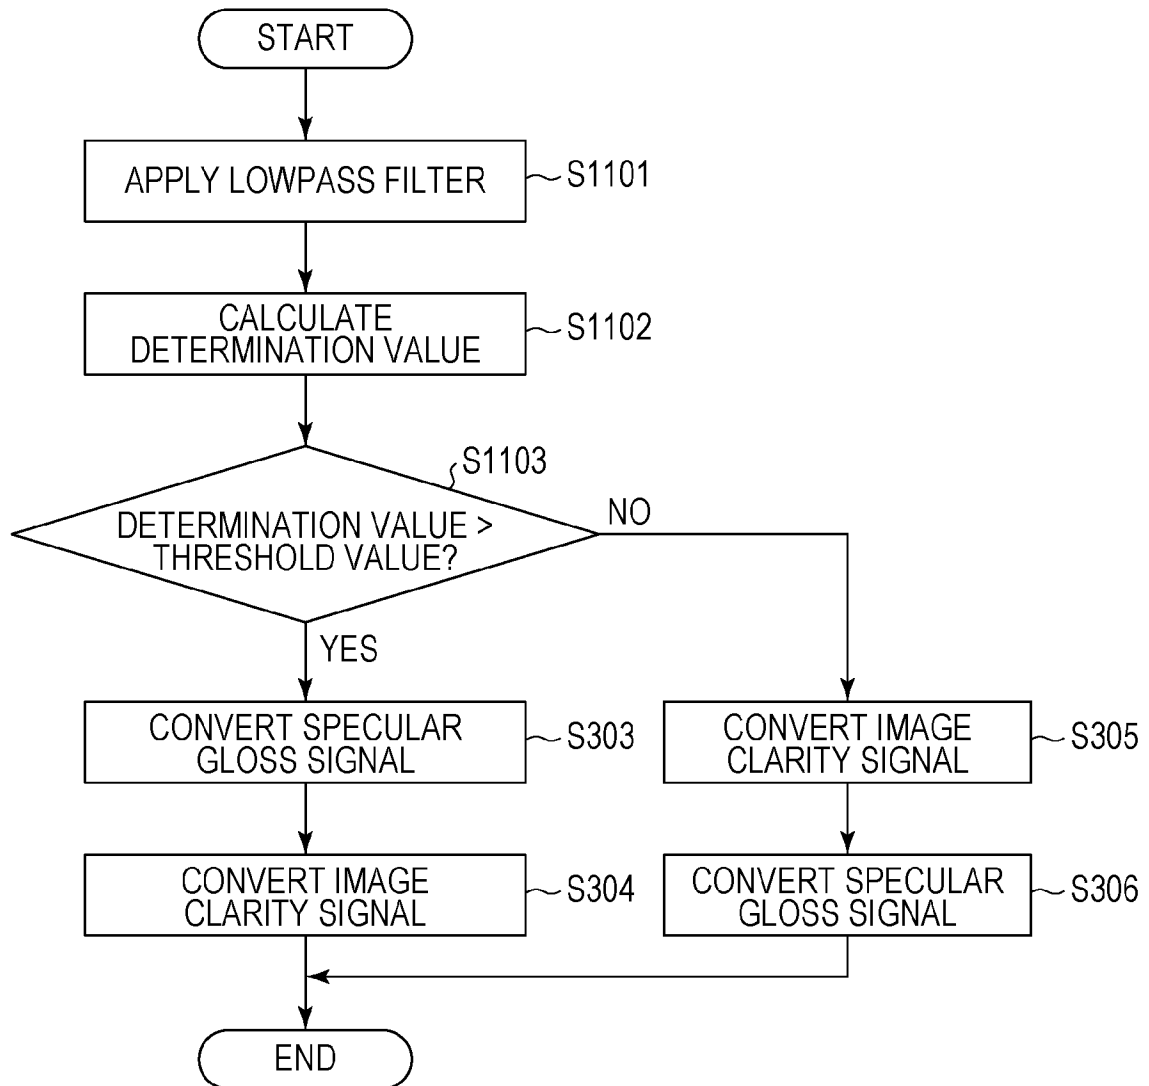 START
APPLY LOWPASS FILTER
S1101
CALCULATE
DETERMINATION VALUE
S1102
S1103
DETERMINATION VALUE >
THRESHOLD VALUE?
NO
YES
CONVERT SPECULAR
GLOSS SIGNAL
S303
CONVERT IMAGE
CLARITY SIGNAL
S305
CONVERT IMAGE
CLARITY SIGNAL
S304
CONVERT SPECULAR
GLOSS SIGNAL
S306
END